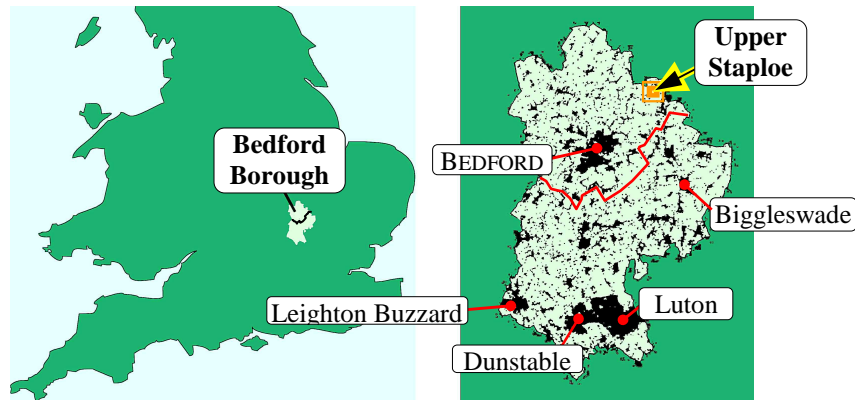 Upper
Staploe
Bedford
Borough
BEDFORD
Biggleswade
Leighton Buzzard
Luton
Dunstable